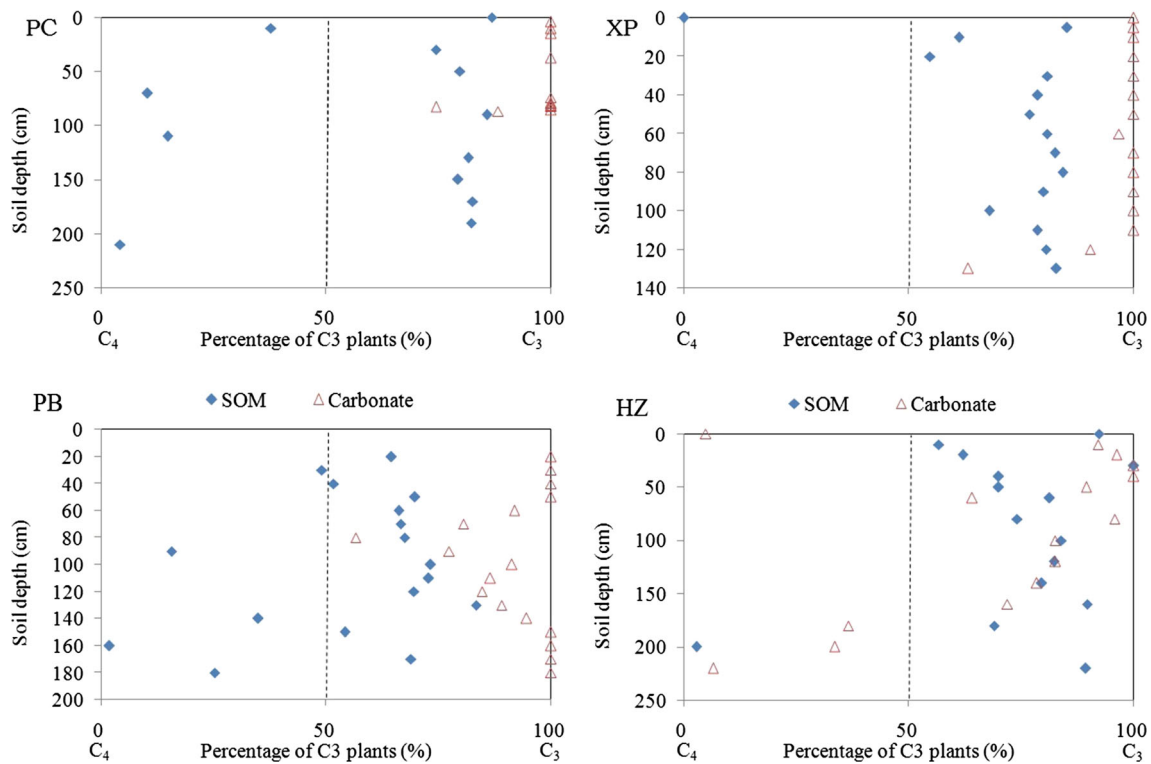 PC
0
50
100
150
200
250
Soil depth (cm)
0 50 100
C₄ Percentage of C3 plants (%) C₃
XP
0
20
40
60
80
100
120
140
Soil depth (cm)
0 50 100
C₄ Percentage of C3 plants (%) C₃
PB
SOM Carbonate
0
20
40
60
80
100
120
140
160
180
200
Soil depth (cm)
0 50 100
C₄ Percentage of C3 plants (%) C₃
HZ
SOM Carbonate
0
50
100
150
200
250
Soil depth (cm)
0 50 100
C₄ Percentage of C3 plants (%) C₃